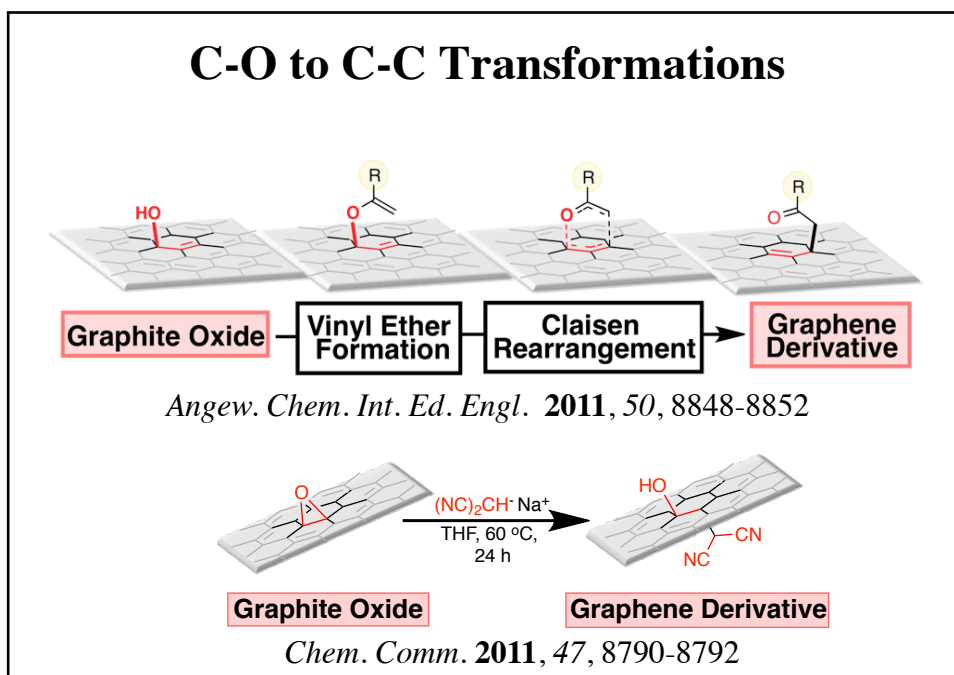 C-O to C-C Transformations
HO
R
O
R
O
R
O
Graphite Oxide
Vinyl Ether
Formation
Claisen
Rearrangement
Graphene
Derivative
Angew. Chem. Int. Ed. Engl. 2011, 50, 8848-8852
O
(NC)₂CH⁻ Na⁺
THF, 60 ºC,
24 h
HO
CN
NC
Graphite Oxide
Graphene Derivative
Chem. Comm. 2011, 47, 8790-8792